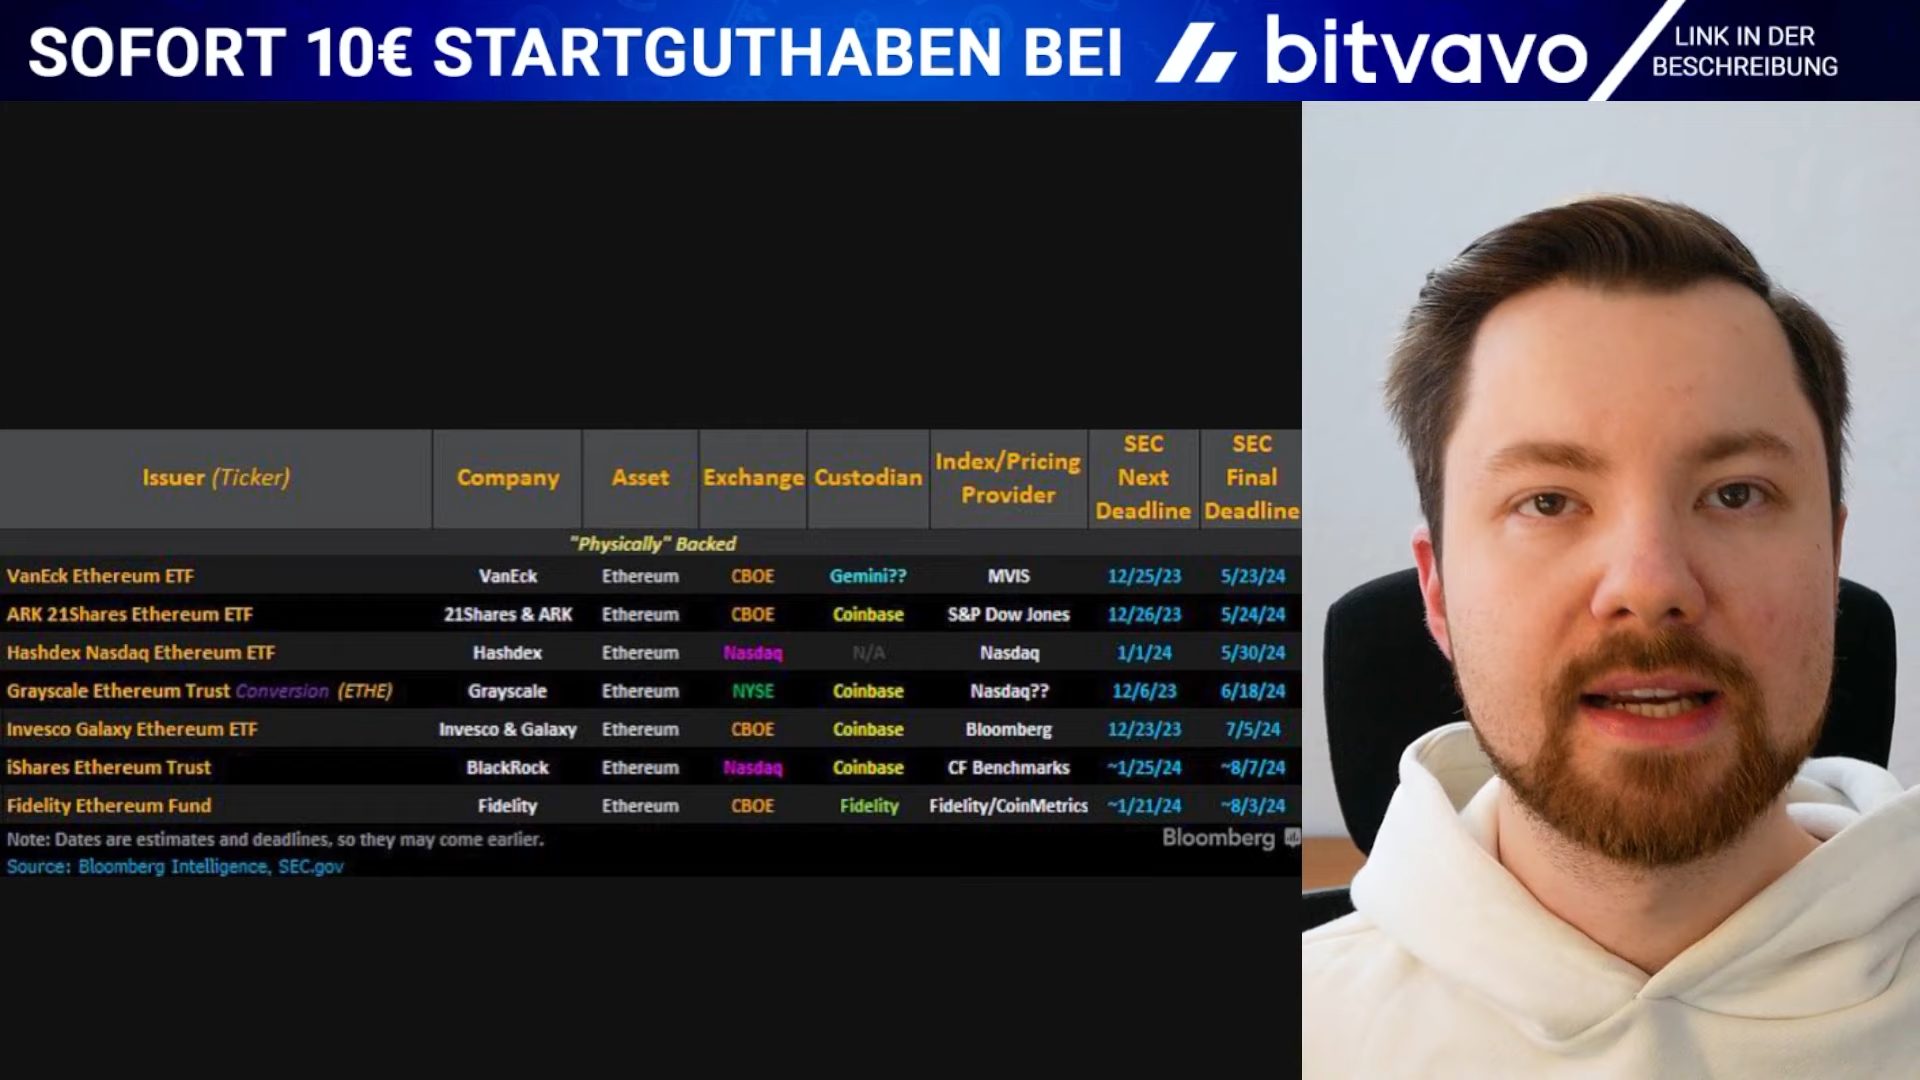 SOFORT 10€ STARTGUTHABEN BEI bitvavo
LINK IN DER
BESCHREIBUNG
Issuer (Ticker) Company Asset Exchange Custodian Index/Pricing Provider SEC Next Deadline SEC Final Deadline
"Physically" Backed
VanEck Ethereum ETF VanEck Ethereum CBOE Gemini?? MVIS 12/25/23 5/23/24
ARK 21Shares Ethereum ETF 21Shares & ARK Ethereum CBOE Coinbase S&P Dow Jones 12/26/23 5/24/24
Hashdex Nasdaq Ethereum ETF Hashdex Ethereum Nasdaq N/A Nasdaq 1/1/24 5/30/24
Grayscale Ethereum Trust Conversion (ETHE) Grayscale Ethereum NYSE Coinbase Nasdaq?? 12/6/23 6/18/24
Invesco Galaxy Ethereum ETF Invesco & Galaxy Ethereum CBOE Coinbase Bloomberg 12/23/23 7/5/24
iShares Ethereum Trust BlackRock Ethereum Nasdaq Coinbase CF Benchmarks ~1/25/24 ~8/7/24
Fidelity Ethereum Fund Fidelity Ethereum CBOE Fidelity Fidelity/CoinMetrics ~1/21/24 ~8/3/24
Note: Dates are estimates and deadlines, so they may come earlier.
Bloomberg
Source: Bloomberg Intelligence, SEC.gov